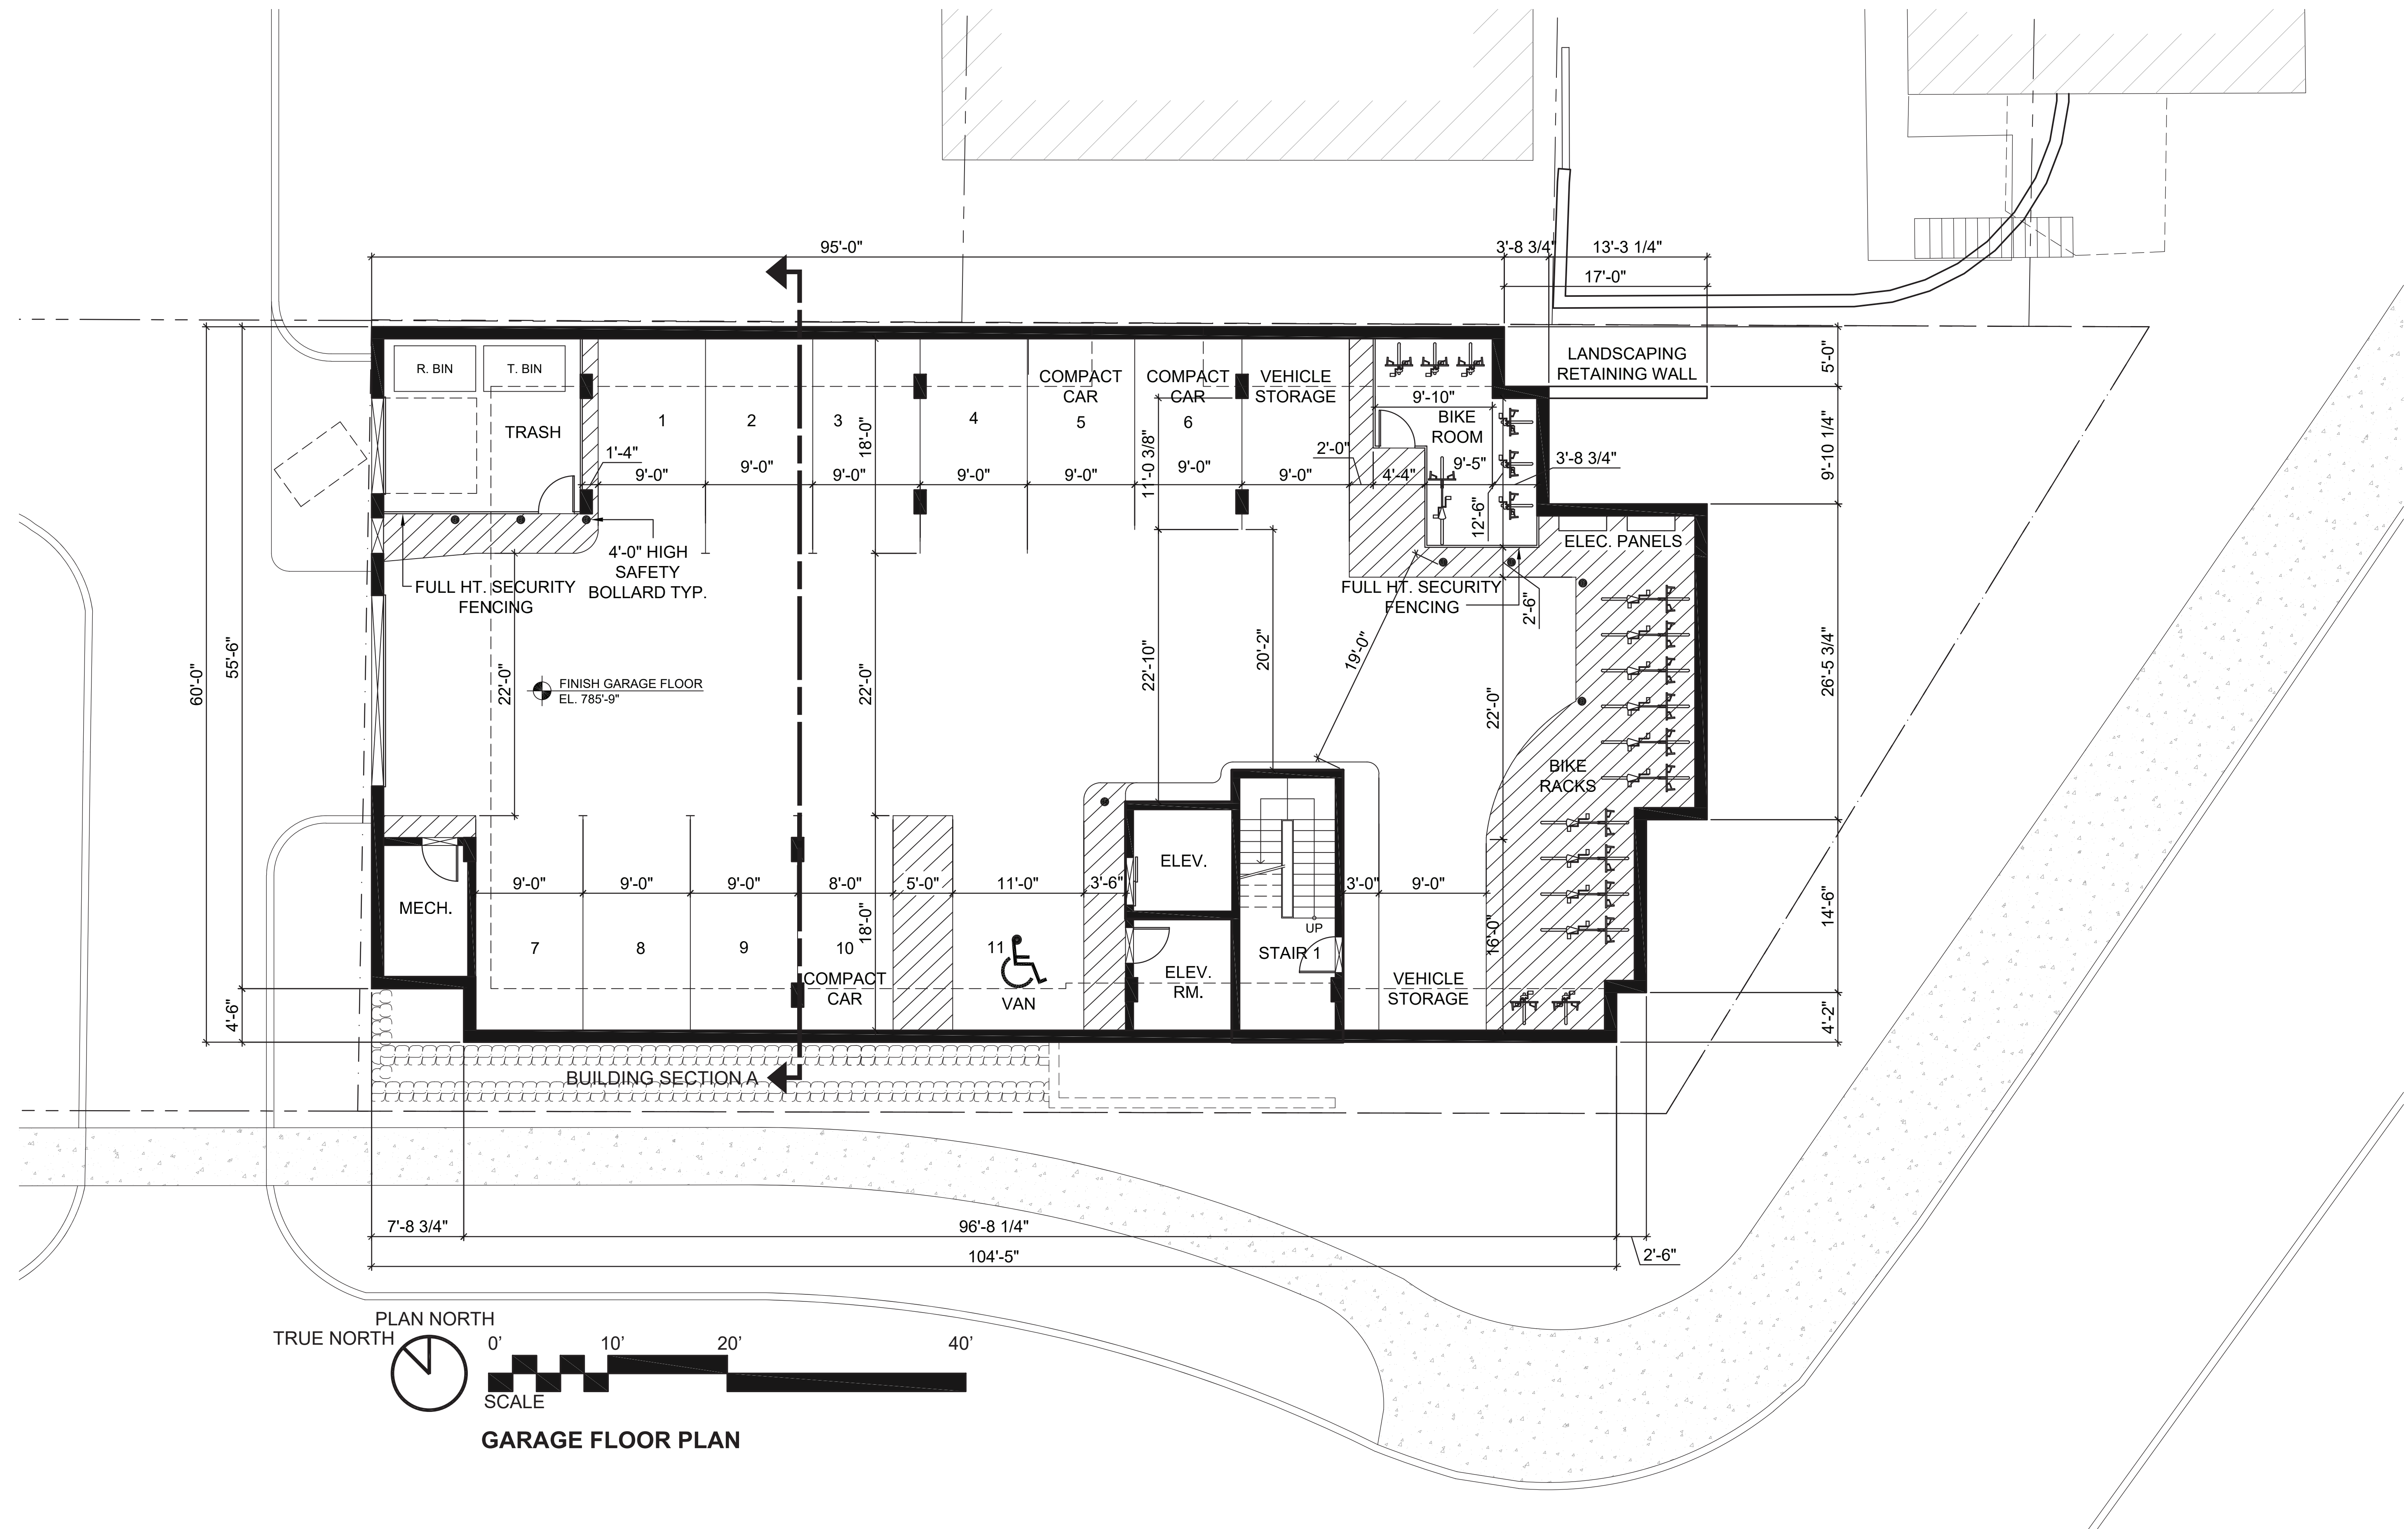 95'-0"
3'-8 3/4"
13'-3 1/4"
17'-0"
R. BIN
T. BIN
TRASH
1'-4"
1
2
3
4
COMPACT
CAR
5
COMPACT
CAR
6
VEHICLE
STORAGE
9'-0"
9'-0"
9'-0"
9'-0"
9'-0"
9'-0"
9'-0"
18'-0"
11'-0 3/8"
2'-0"
4'-4"
9'-10"
BIKE
ROOM
9'-5"
12'-6"
3'-8 3/4"
LANDSCAPING
RETAINING WALL
5'-0"
9'-10 1/4"
ELEC. PANELS
4'-0" HIGH
SAFETY
BOLLARD TYP.
FULL HT. SECURITY
FENCING
FULL HT. SECURITY
FENCING
2'-6"
60'-0"
55'-6"
4'-6"
22'-0"
FINISH GARAGE FLOOR
EL. 785'-9"
22'-0"
22'-10"
20'-2"
19'-0"
22'-0"
26'-5 3/4"
BIKE
RACKS
MECH.
9'-0"
9'-0"
9'-0"
8'-0"
5'-0"
11'-0"
3'-6"
ELEV.
3'-0"
9'-0"
14'-6"
7
8
9
10
18'-0"
COMPACT
CAR
11
VAN
ELEV.
RM.
UP
STAIR 1
16'-0"
VEHICLE
STORAGE
4'-2"
BUILDING SECTION A
7'-8 3/4"
96'-8 1/4"
104'-5"
2'-6"
PLAN NORTH
TRUE NORTH
0’
10’
20’
40’
SCALE
GARAGE FLOOR PLAN